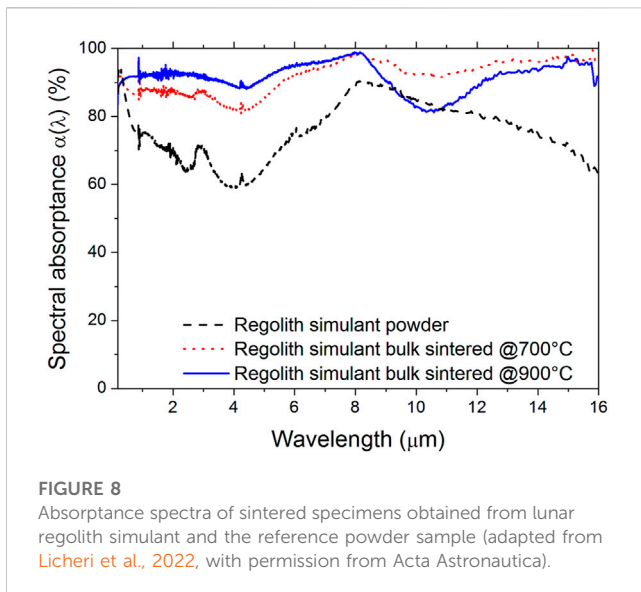 100
80
60
40
20
0
Spectral absorptance α(λ) (%)
Regolith simulant powder
Regolith simulant bulk sintered @700°C
Regolith simulant bulk sintered @900°C
2 4 6 8 10 12 14 16
Wavelength (μm)
FIGURE 8
Absorptance spectra of sintered specimens obtained from lunar
regolith simulant and the reference powder sample (adapted from
Licheri et al., 2022, with permission from Acta Astronautica).